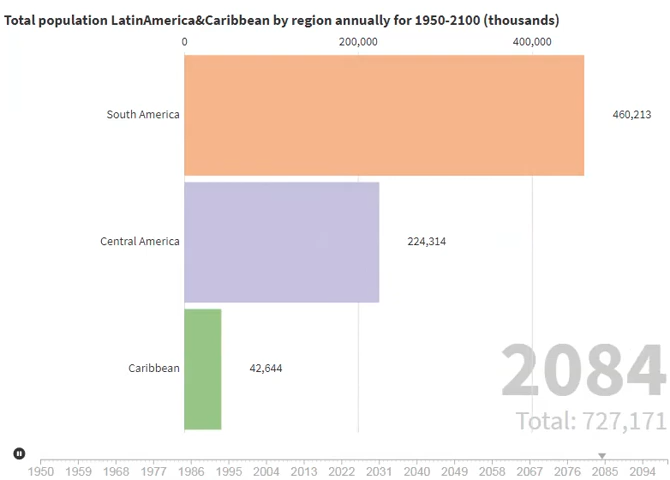 Total population LatinAmerica&Caribbean by region annually for 1950-2100 (thousands)
0 200,000 400,000
South America 460,213
Central America 224,314
Caribbean 42,644
2084
Total: 727,171
1950 1959 1968 1977 1986 1995 2004 2013 2022 2031 2040 2049 2058 2067 2076 2085 2094